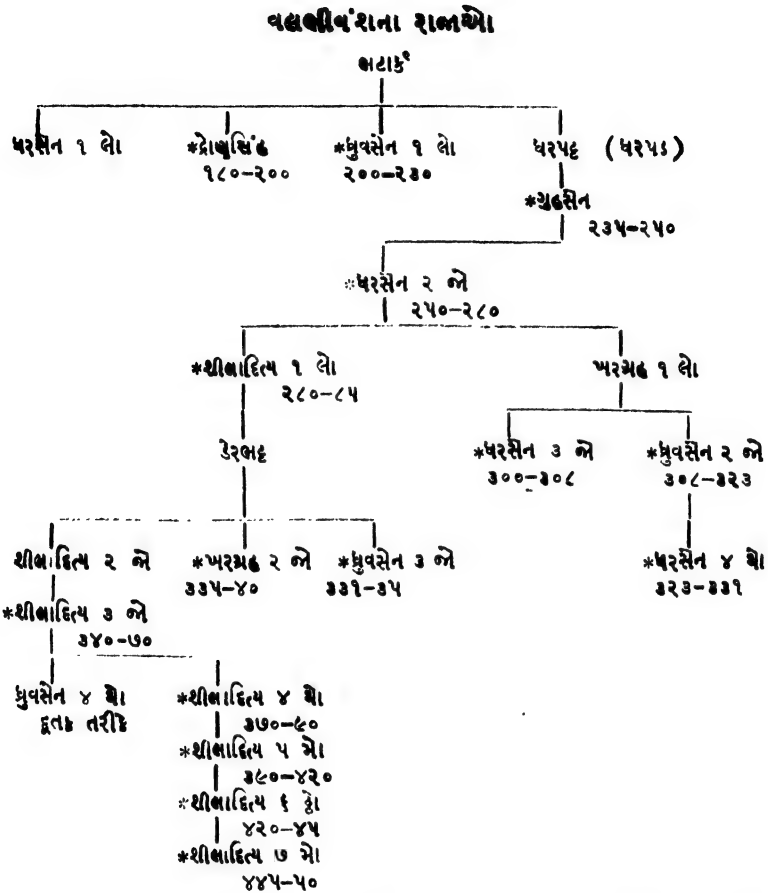 વલભીવંશના રાજાઓ
ભટાર્ક૧
ધરસેન ૧ લો *દ્રોણસિંહ *ધ્રુવસેન ૧ લો ધરપટ્ટ (ધરપડ)
૧૮૦–૨૦૦ ૨૦૦–૨૩૦
*ગુહસેન
૨૩૫–૨૫૦
*ધરસેન ૨ જો
૨૫૦–૨૮૦
*શીલાદિત્ય ૧ લો ખરગ્રહ ૧ લો
૨૮૦–૮૫
ડેરભટ્ટ *ધરસેન ૩ જો *ધ્રુવસેન ૨ જો
૩૦૦–૩૦૮ ૩૦૮–૩૨૩
શીલાદિત્ય ૨ જો *ખરગ્રહ ૨ જો *ધ્રુવસેન ૩ જો *ધરસેન ૪ થો
૩૩૫–૪૦ ૩૩૧–૩૫ ૩૨૩–૩૩૧
*શીલાદિત્ય ૩ જો
૩૪૦–૭૦
ધ્રુવસેન ૪ થો *શીલાદિત્ય ૪ થો
દૂતક તરીકે ૩૭૦–૯૦
*શીલાદિત્ય ૫ મો
૩૯૦–૪૨૦
*શીલાદિત્ય ૬ ઠ્ઠો
૪૨૦–૪૫
*શીલાદિત્ય ૭ મો
૪૪૫–૫૦